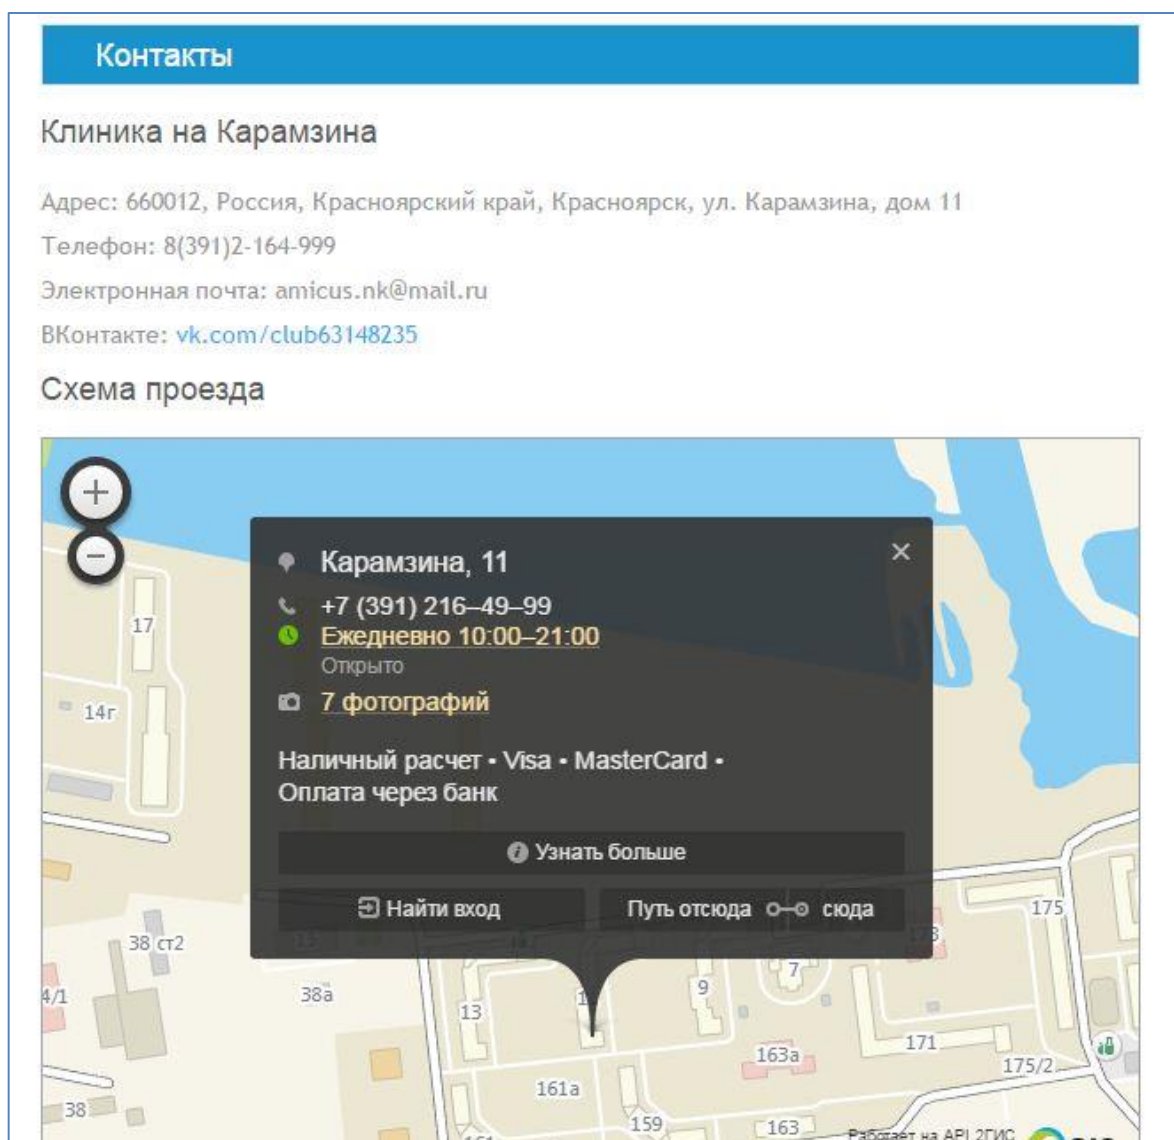 Контакты
Клиника на Карамзина
Адрес: 660012, Россия, Красноярский край, Красноярск, ул. Карамзина, дом 11
Телефон: 8(391)2-164-999
Электронная почта: amicus.nk@mail.ru
ВКонтакте: vk.com/club63148235
Схема проезда
+
−
Карамзина, 11
+7 (391) 216–49–99
Ежедневно 10:00–21:00
Открыто
7 фотографий
Наличный расчет • Visa • MasterCard •
Оплата через банк
Узнать больше
Найти вход
Путь отсюда сюда
17
14г
175
38 ст2
4/1
38а
13
9
7
171
163а
175/2
161а
38
159
163
Работает на API 2ГИС